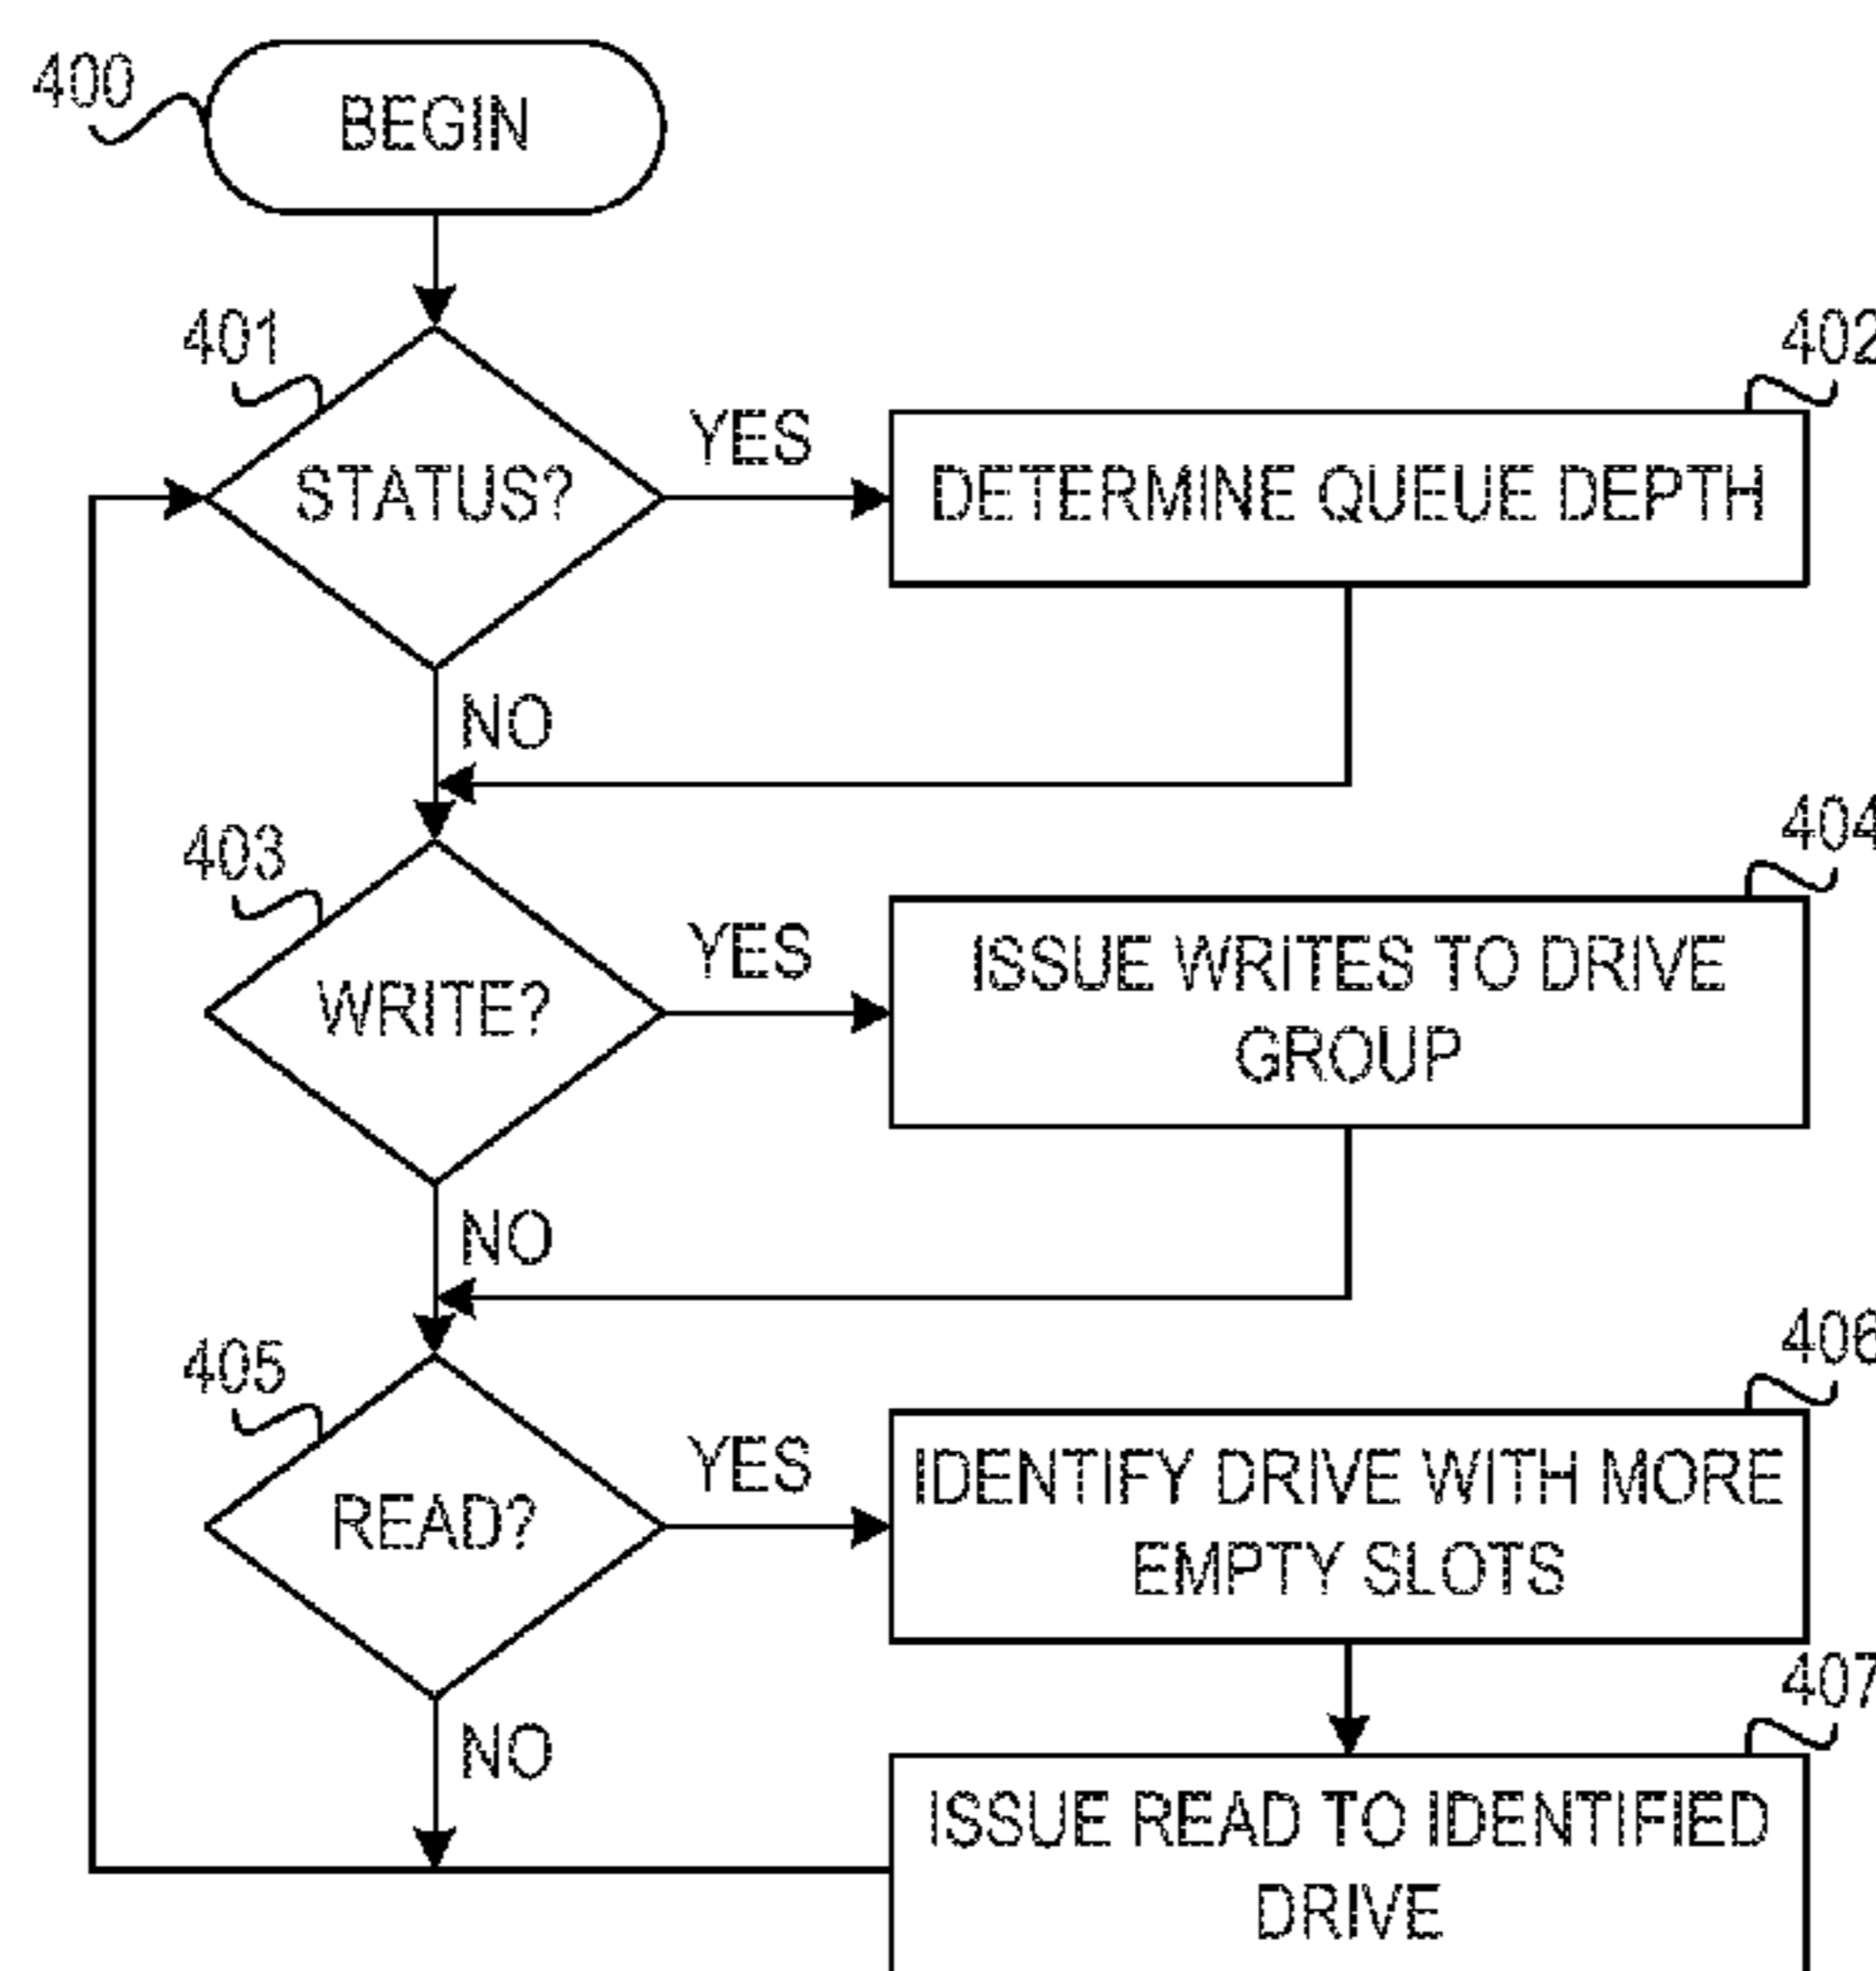 400
BEGIN
401
402
STATUS?
YES
DETERMINE QUEUE DEPTH
NO
403
404
WRITE?
YES
ISSUE WRITES TO DRIVE
GROUP
NO
405
406
READ?
YES
IDENTIFY DRIVE WITH MORE
EMPTY SLOTS
407
NO
ISSUE READ TO IDENTIFIED
DRIVE